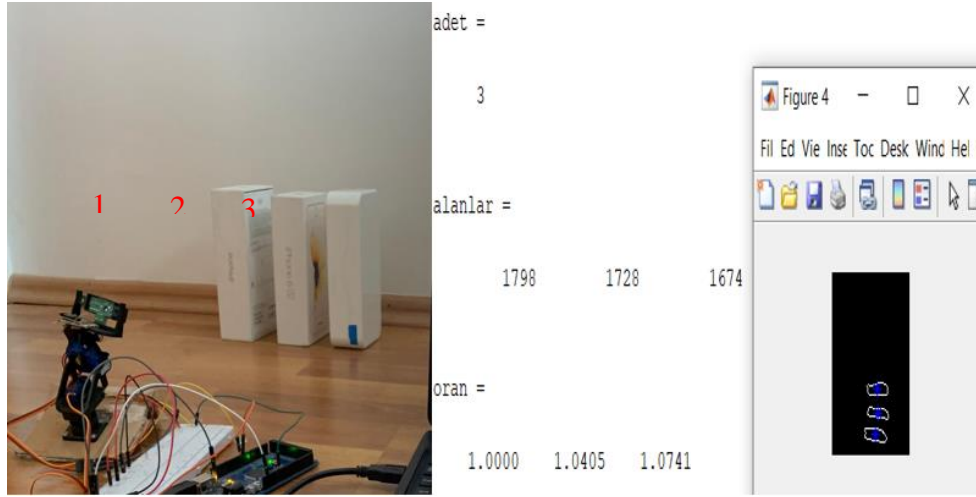 adet =
3
alanlar =
1798 1728 1674
oran =
1.0000 1.0405 1.0741
1 2 3
Figure 4
Fil Ed Vie Inse Toc Desk Wind Hel